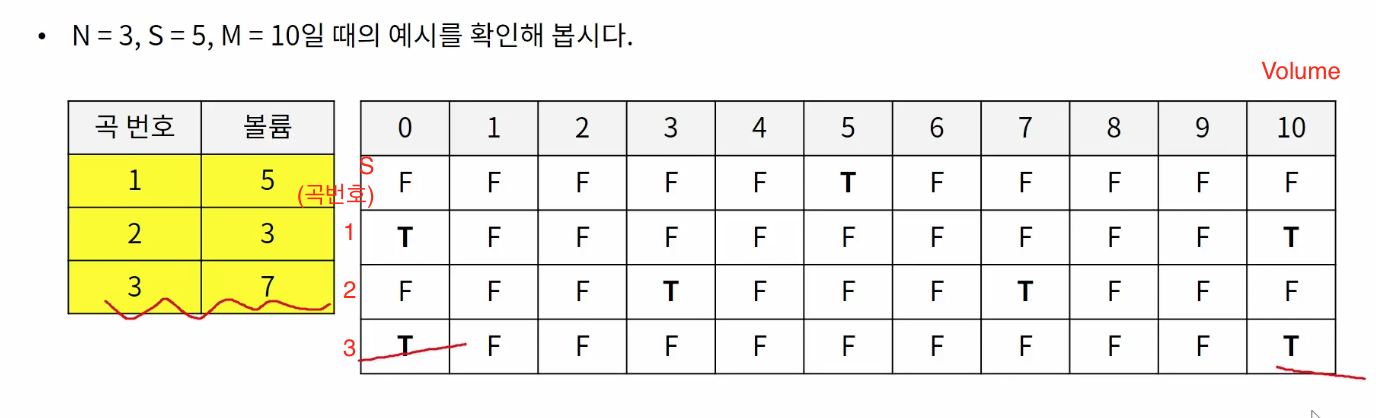 • N = 3, S = 5, M = 10일 때의 예시를 확인해 봅시다.
Volume
곡 번호 볼륨
1 5
2 3
3 7
0 1 2 3 4 5 6 7 8 9 10
S F F F F F T F F F F F
(곡번호)
1 T F F F F F F F F F T
2 F F F T F F F T F F F
3 T F F F F F F F F F T